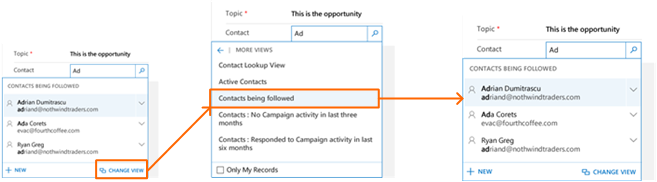 Topic * This is the opportunity
Contact Ad
CONTACTS BEING FOLLOWED
Adrian Dumitrascu
adriand@nothwindtraders.com
Ada Corets
evac@fourthcoffee.com
Ryan Greg
adriand@nothwindtraders.com
+ NEW CHANGE VIEW
Topic * This is the opportunity
Contact Ad
MORE VIEWS
Contact Lookup View
Active Contacts
Contacts being followed
Contacts : No Campaign activity in last three
months
Contacts : Responded to Campaign activity in last
six months
Only My Records
Topic * This is the opportunity
Contact Ad
CONTACTS BEING FOLLOWED
Adrian Dumitrascu
adriand@nothwindtraders.com
Ada Corets
evac@fourthcoffee.com
Ryan Greg
adriand@nothwindtraders.com
+ NEW CHANGE VIEW